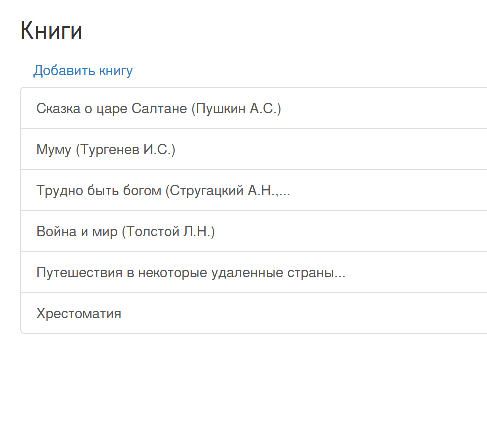 Книги
Добавить книгу
Сказка о царе Салтане (Пушкин А.С.)
Муму (Тургенев И.С.)
Трудно быть богом (Стругацкий А.Н.,...
Война и мир (Толстой Л.Н.)
Путешествия в некоторые удаленные страны...
Хрестоматия